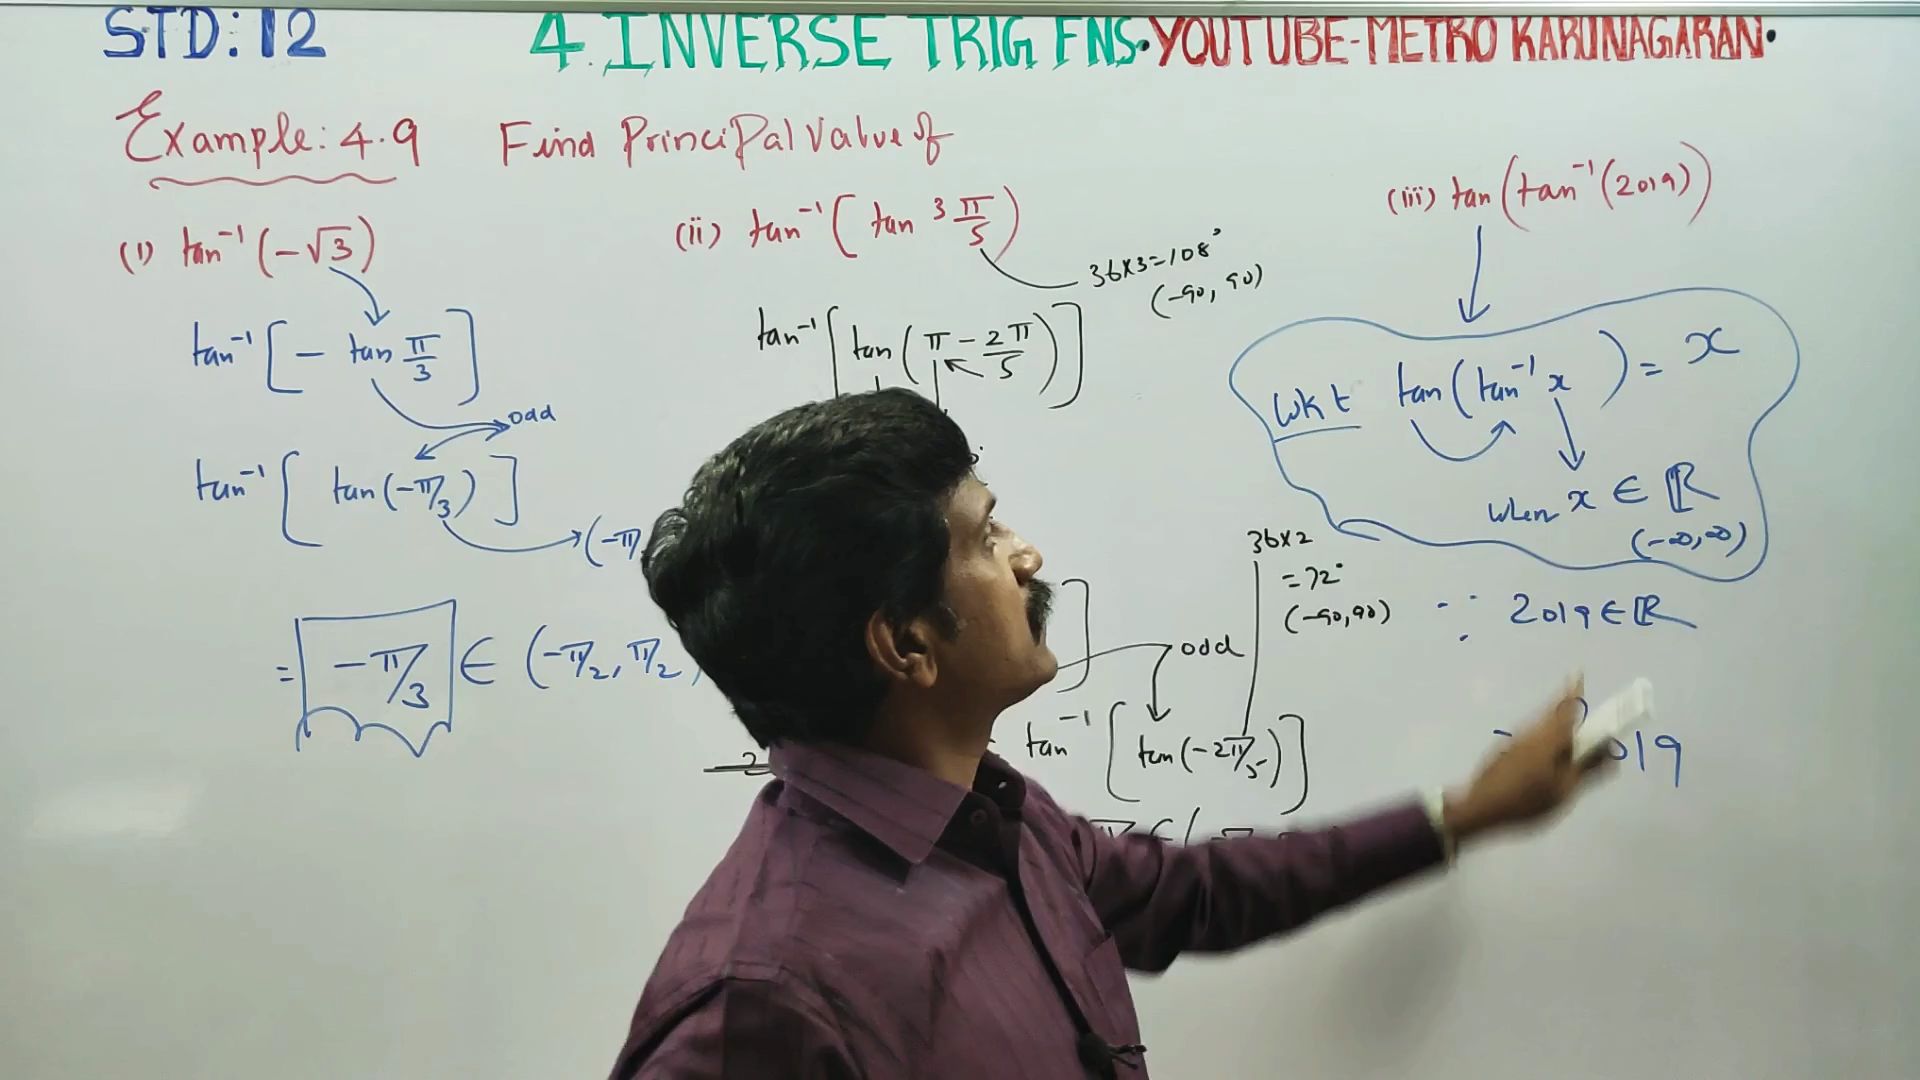 STD: 12
4. INVERSE TRIG FNS. YOUTUBE-METRO KARUNAGARAN.
Example: 4.9 Find Principal Value of
(i) tan⁻¹(-√3)
tan⁻¹[- tan π/3]
odd
tan⁻¹[tan(-π/3)]
(-π
= -π/3 ∈ (-π/2, π/2
(ii) tan⁻¹(tan 3π/5)
36×3=108°
(-90, 90)
tan⁻¹[tan(π - 2π/5)]
odd
36×2
=72°
(-90,90)
tan⁻¹[tan(-2π/5)]
(iii) tan(tan⁻¹(2019))
WKT tan(tan⁻¹ x) = x
when x ∈ ℝ
(-∞,∞)
∵ 2019 ∈ ℝ
019